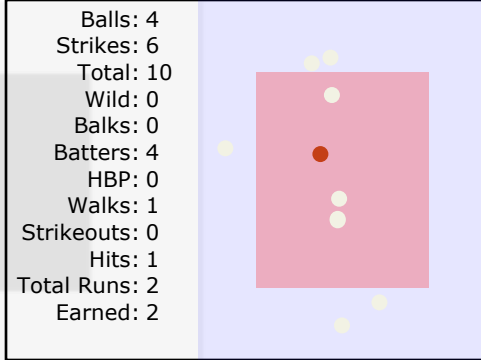 Balls: 4
Strikes: 6
Total: 10
Wild: 0
Balks: 0
Batters: 4
HBP: 0
Walks: 1
Strikeouts: 0
Hits: 1
Total Runs: 2
Earned: 2